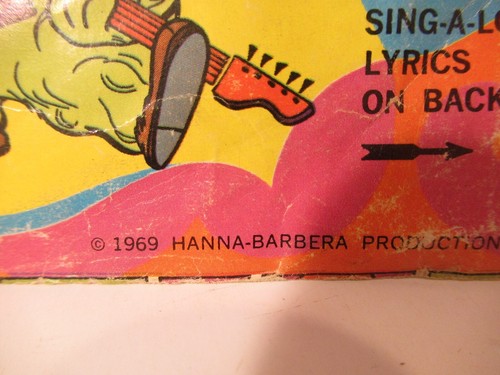 SING-A-LO
LYRICS
ON BACK
© 1969 HANNA-BARBERA PRODUCTION